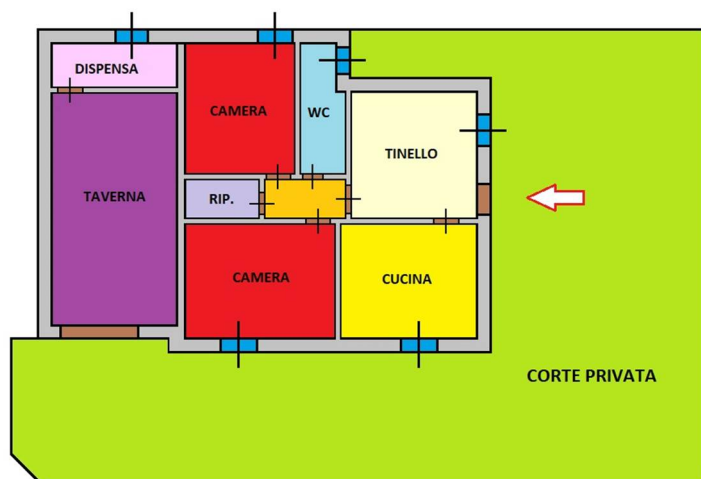 DISPENSA
CAMERA
WC
TINELLO
TAVERNA
RIP.
CAMERA
CUCINA
CORTE PRIVATA